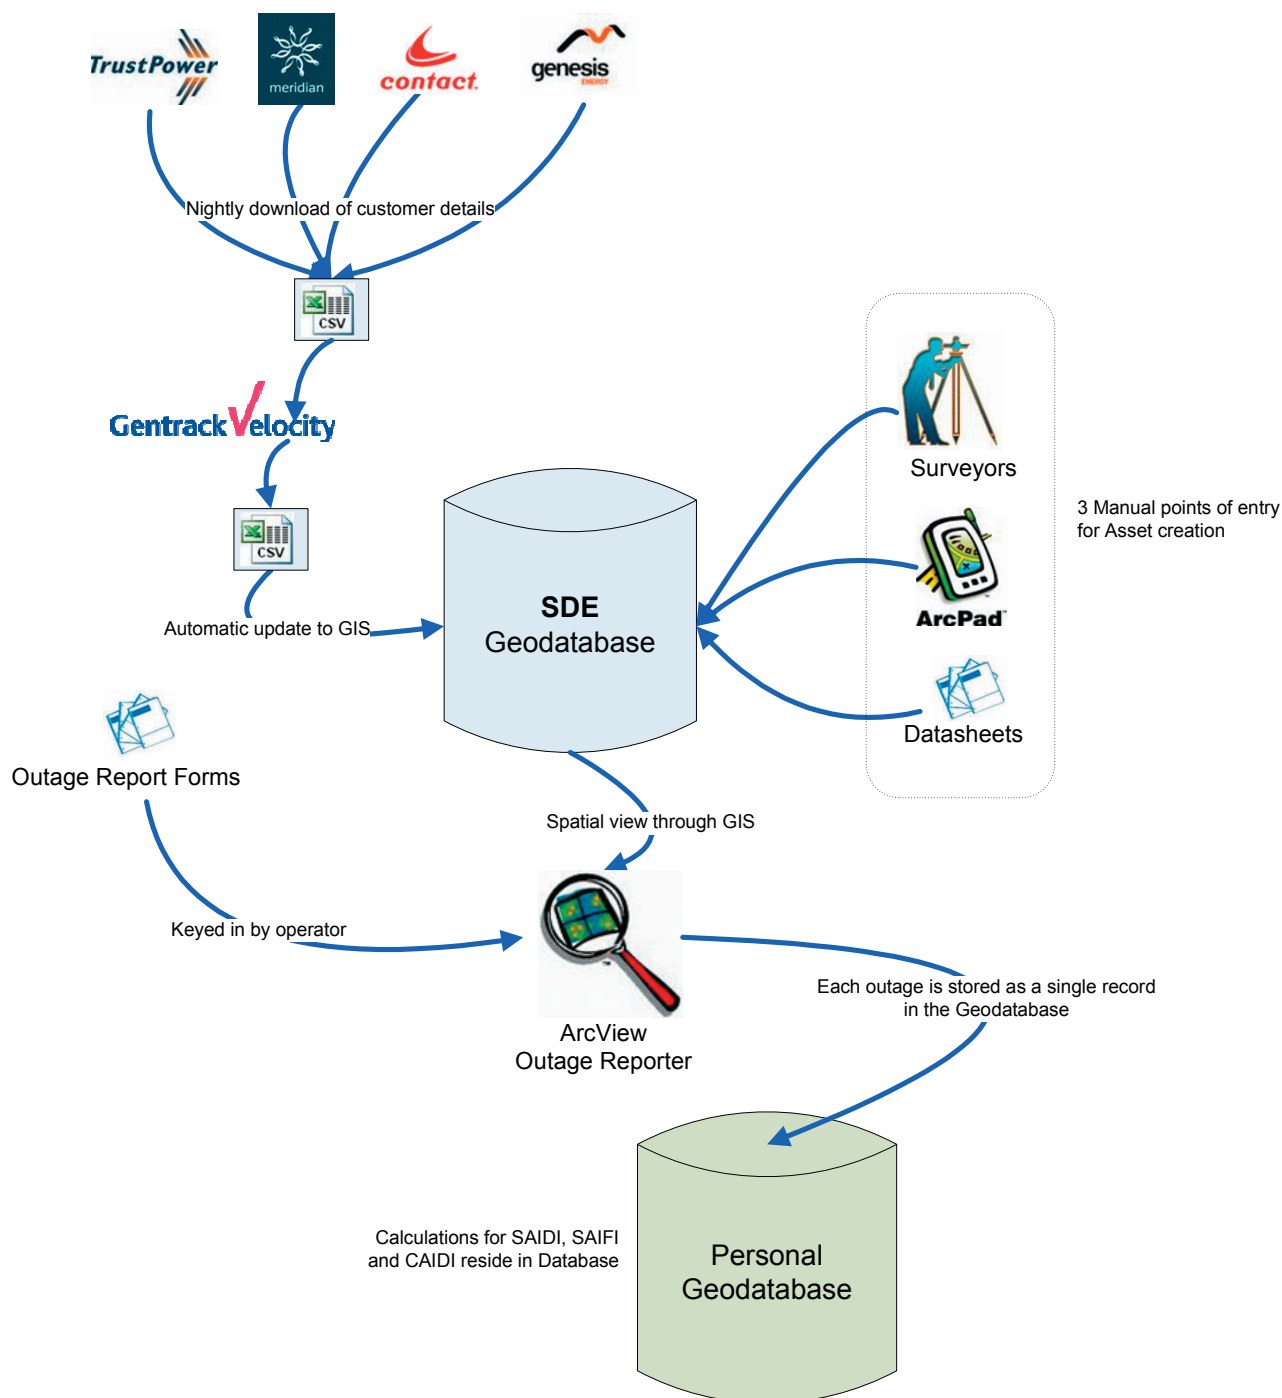 TrustPower
meridian
contact.
genesis
ENERGY
Nightly download of customer details
CSV
Gentrack Velocity
CSV
Automatic update to GIS
SDE
Geodatabase
Surveyors
ArcPad™
Datasheets
3 Manual points of entry
for Asset creation
Outage Report Forms
Spatial view through GIS
Keyed in by operator
™
ArcView
Outage Reporter
Each outage is stored as a single record
in the Geodatabase
Calculations for SAIDI, SAIFI
and CAIDI reside in Database
Personal
Geodatabase